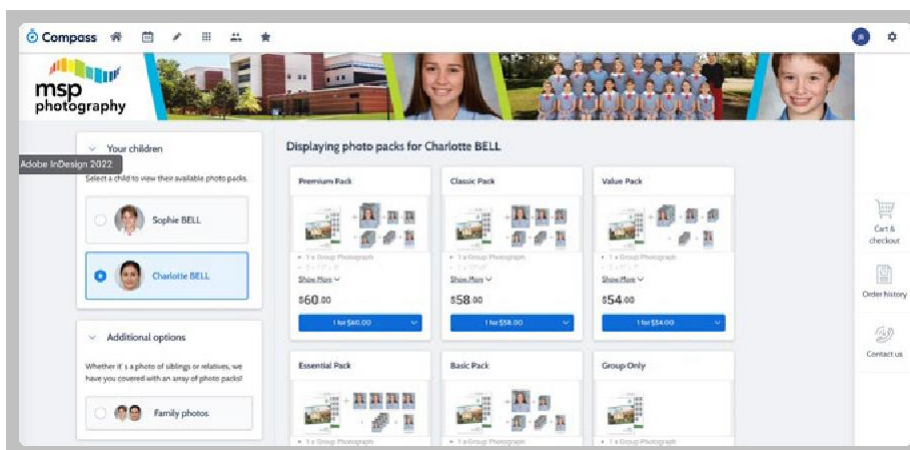 Compass
msp
photography
Your children
Adobe InDesign 2022
Select a child to view their available photo packs.
Sophie BELL
Charlotte BELL
Additional options
Whether it's a photo of siblings or relatives, we
have you covered with an array of photo packs!
Family photos
Displaying photo packs for Charlotte BELL
Premium Pack
1 x Group Photograph
Show More
$60.00
1 for $60.00
Classic Pack
1 x Group Photograph
Show More
$58.00
1 for $58.00
Value Pack
1 x Group Photograph
Show More
$54.00
1 for $54.00
Essential Pack
1 x Group Photograph
Basic Pack
1 x Group Photograph
Group Only
1 x Group Photograph
Cart &
checkout
Order history
Contact us